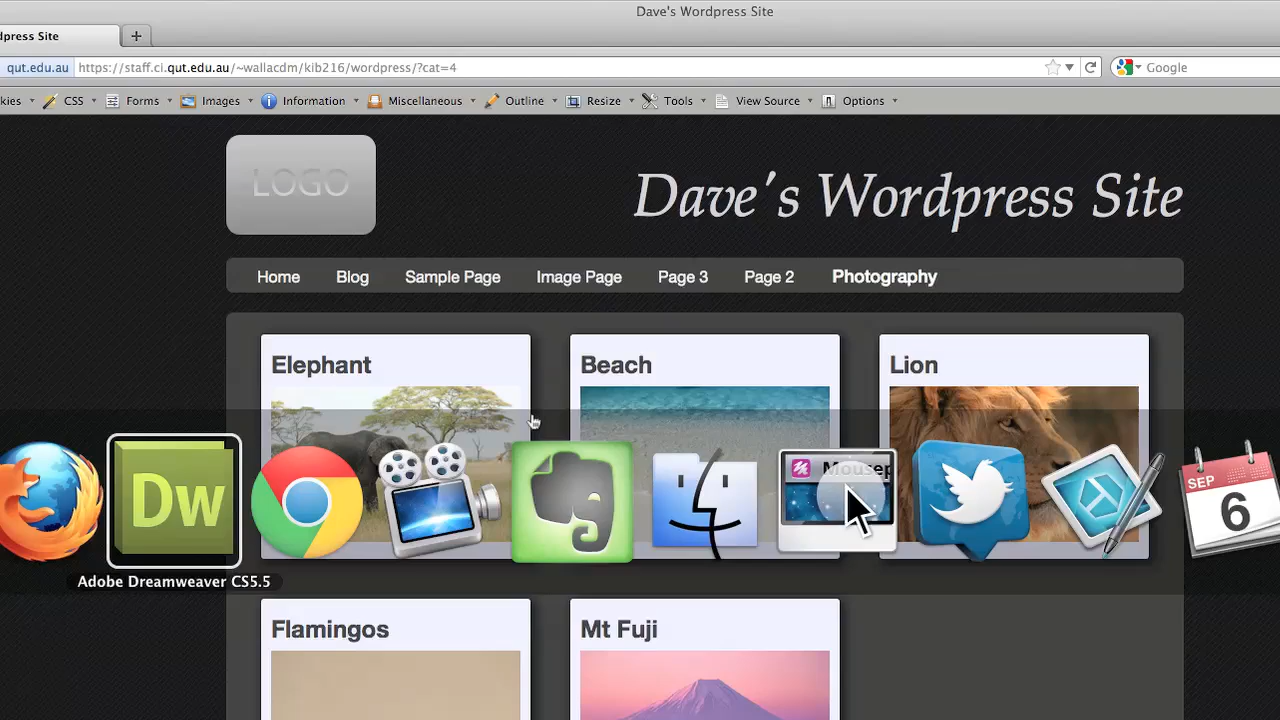 Dave's Wordpress Site
dpress Site
qut.edu.au https://staff.ci.qut.edu.au/~wallacdm/kib216/wordpress/?cat=4 Google
kies CSS Forms Images Information Miscellaneous Outline Resize Tools View Source Options
LOGO
Dave's Wordpress Site
Home Blog Sample Page Image Page Page 3 Page 2 Photography
Elephant Beach Lion
Mousep
Dw
SEP
6
Adobe Dreamweaver CS5.5
Flamingos Mt Fuji